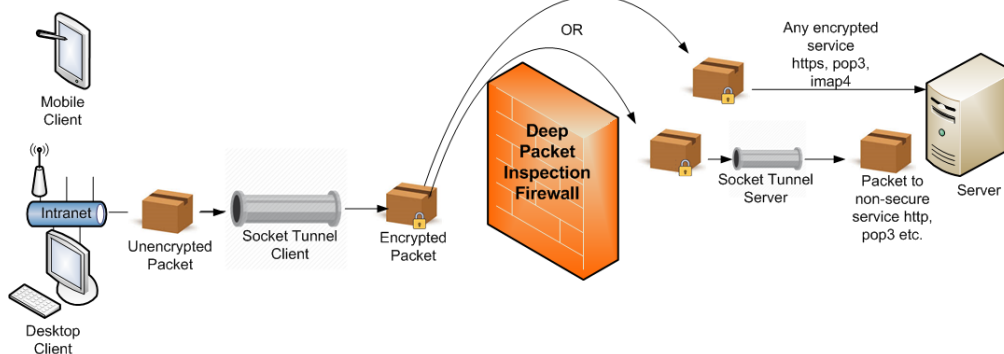 Mobile
Client
Intranet
Desktop
Client
Unencrypted
Packet
Socket Tunnel
Client
Encrypted
Packet
OR
Deep
Packet
Inspection
Firewall
Any encrypted
service
https, pop3,
imap4
Socket Tunnel
Server
Packet to
non-secure
service http,
pop3 etc.
Server